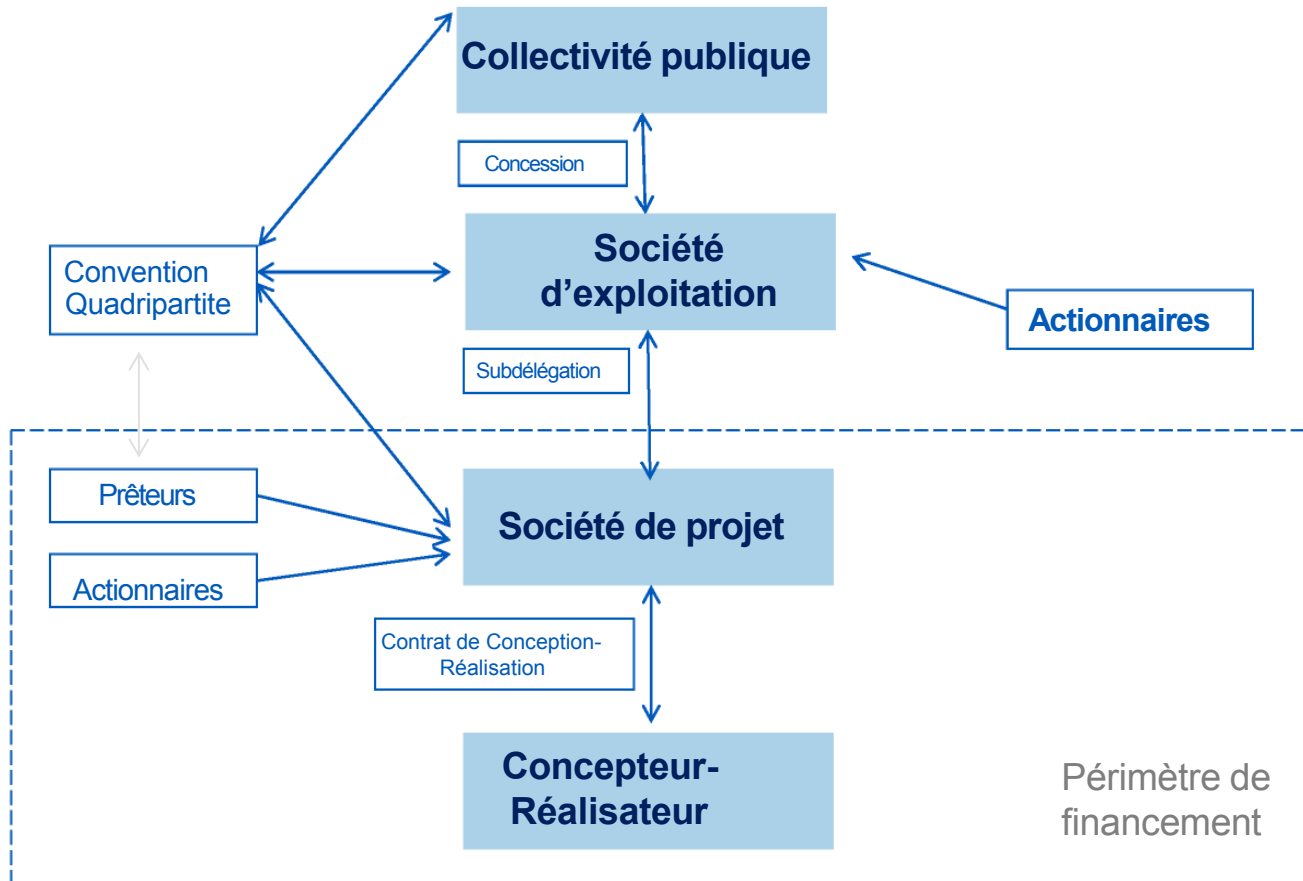 Collectivité publique
Concession
Société
d’exploitation
Convention
Quadripartite
Actionnaires
Subdélégation
Prêteurs
Société de projet
Actionnaires
Contrat de Conception-
Réalisation
Concepteur-
Réalisateur
Périmètre de
financement